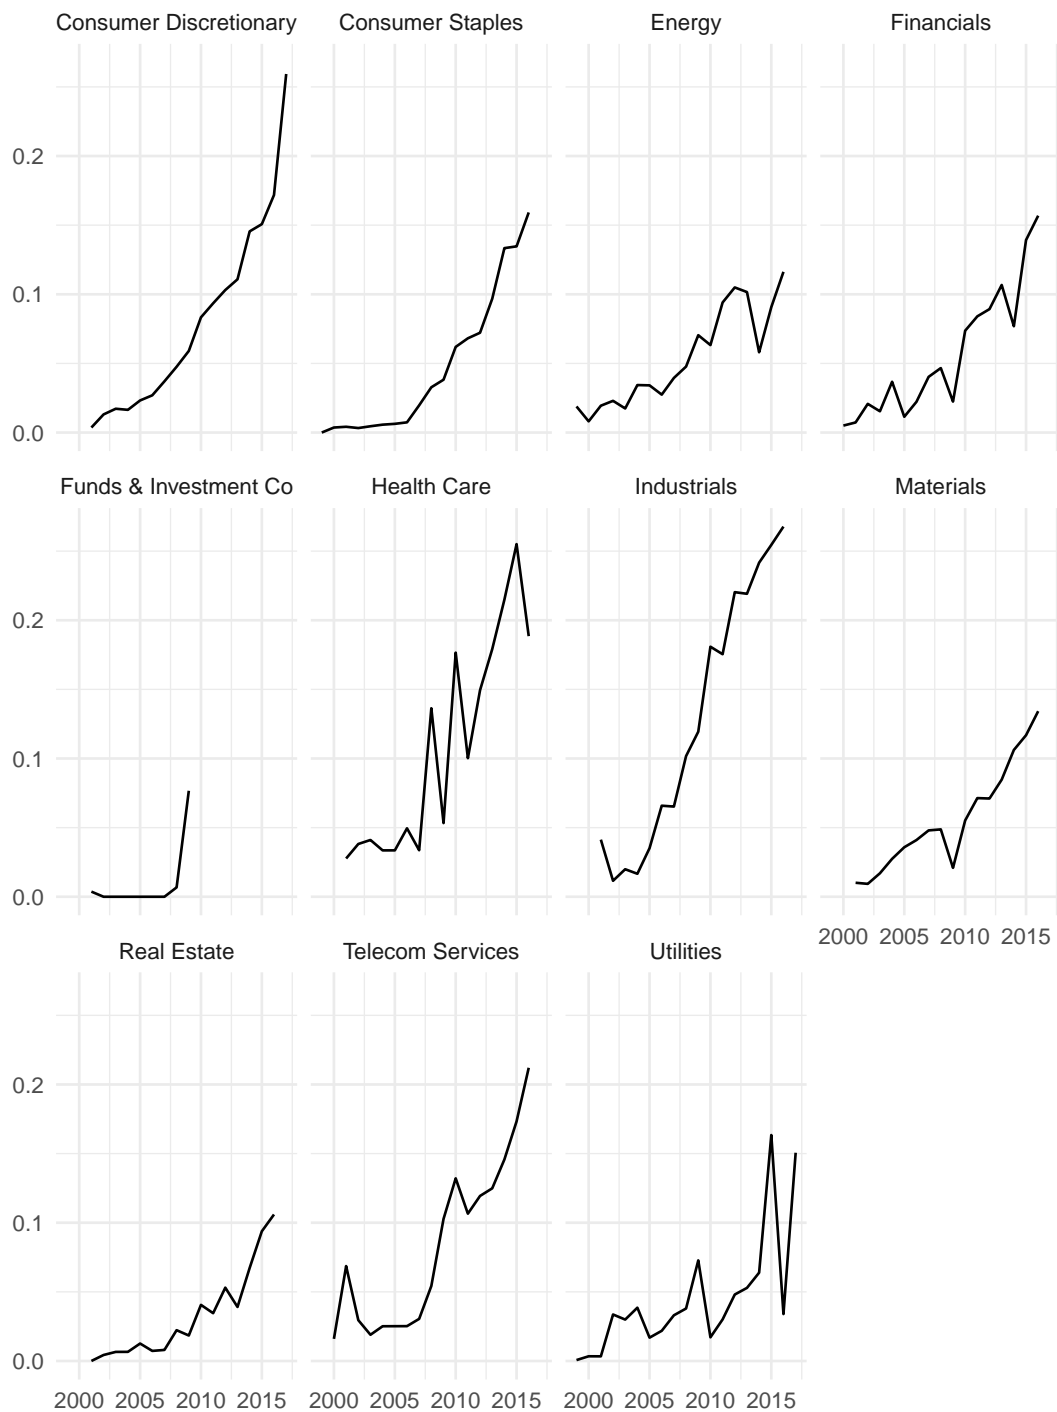 Consumer Discretionary Consumer Staples Energy Financials
0.2
0.1
0.0
Funds & Investment Co Health Care Industrials Materials
0.2
0.1
0.0
2000 2005 2010 2015
Real Estate Telecom Services Utilities
0.2
0.1
0.0
2000 2005 2010 2015 2000 2005 2010 2015 2000 2005 2010 2015